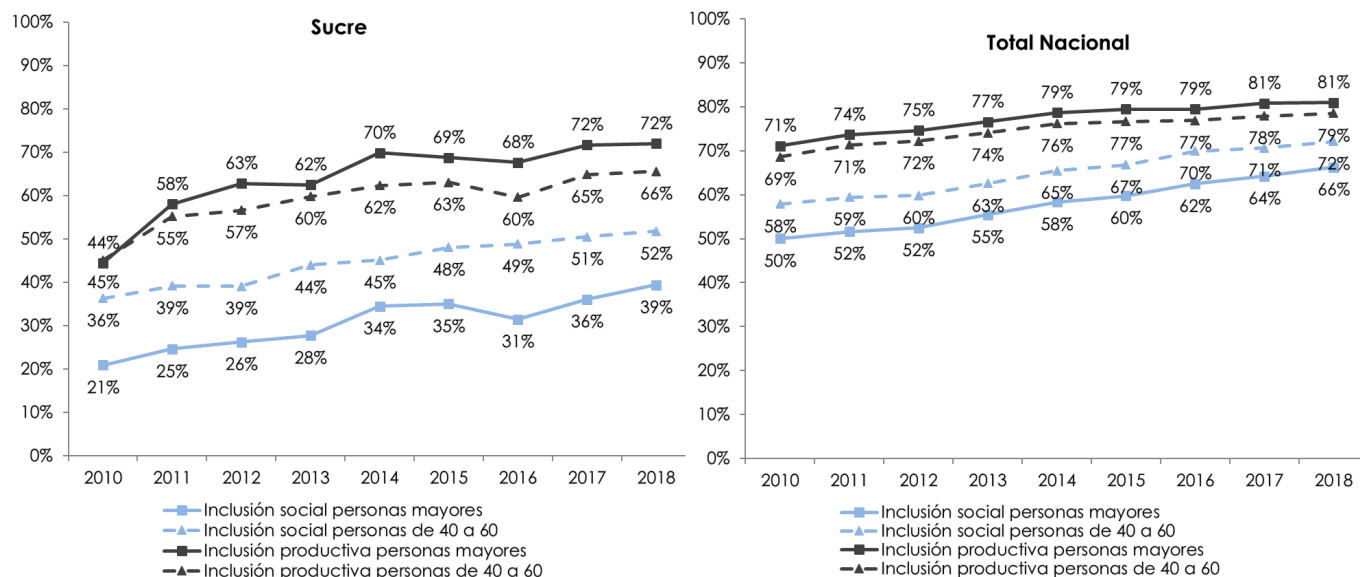 Sucre
100%
90%
80%
70%
60%
50%
40%
30%
20%
10%
0%
44% 58% 63% 62% 70% 69% 68% 72% 72%
45% 55% 57% 60% 62% 63% 60% 65% 66%
36% 39% 39% 44% 45% 48% 49% 51% 52%
21% 25% 26% 28% 34% 35% 31% 36% 39%
2010 2011 2012 2013 2014 2015 2016 2017 2018
Inclusión social personas mayores
Inclusión social personas de 40 a 60
Inclusión productiva personas mayores
Inclusión productiva personas de 40 a 60
Total Nacional
100%
90%
80%
70%
60%
50%
40%
30%
20%
10%
0%
71% 74% 75% 77% 79% 79% 79% 81% 81%
69% 71% 72% 74% 76% 77% 77% 78% 79%
58% 59% 60% 63% 65% 67% 70% 71% 72%
50% 52% 52% 55% 58% 60% 62% 64% 66%
2010 2011 2012 2013 2014 2015 2016 2017 2018
Inclusión social personas mayores
Inclusión social personas de 40 a 60
Inclusión productiva personas mayores
Inclusión productiva personas de 40 a 60